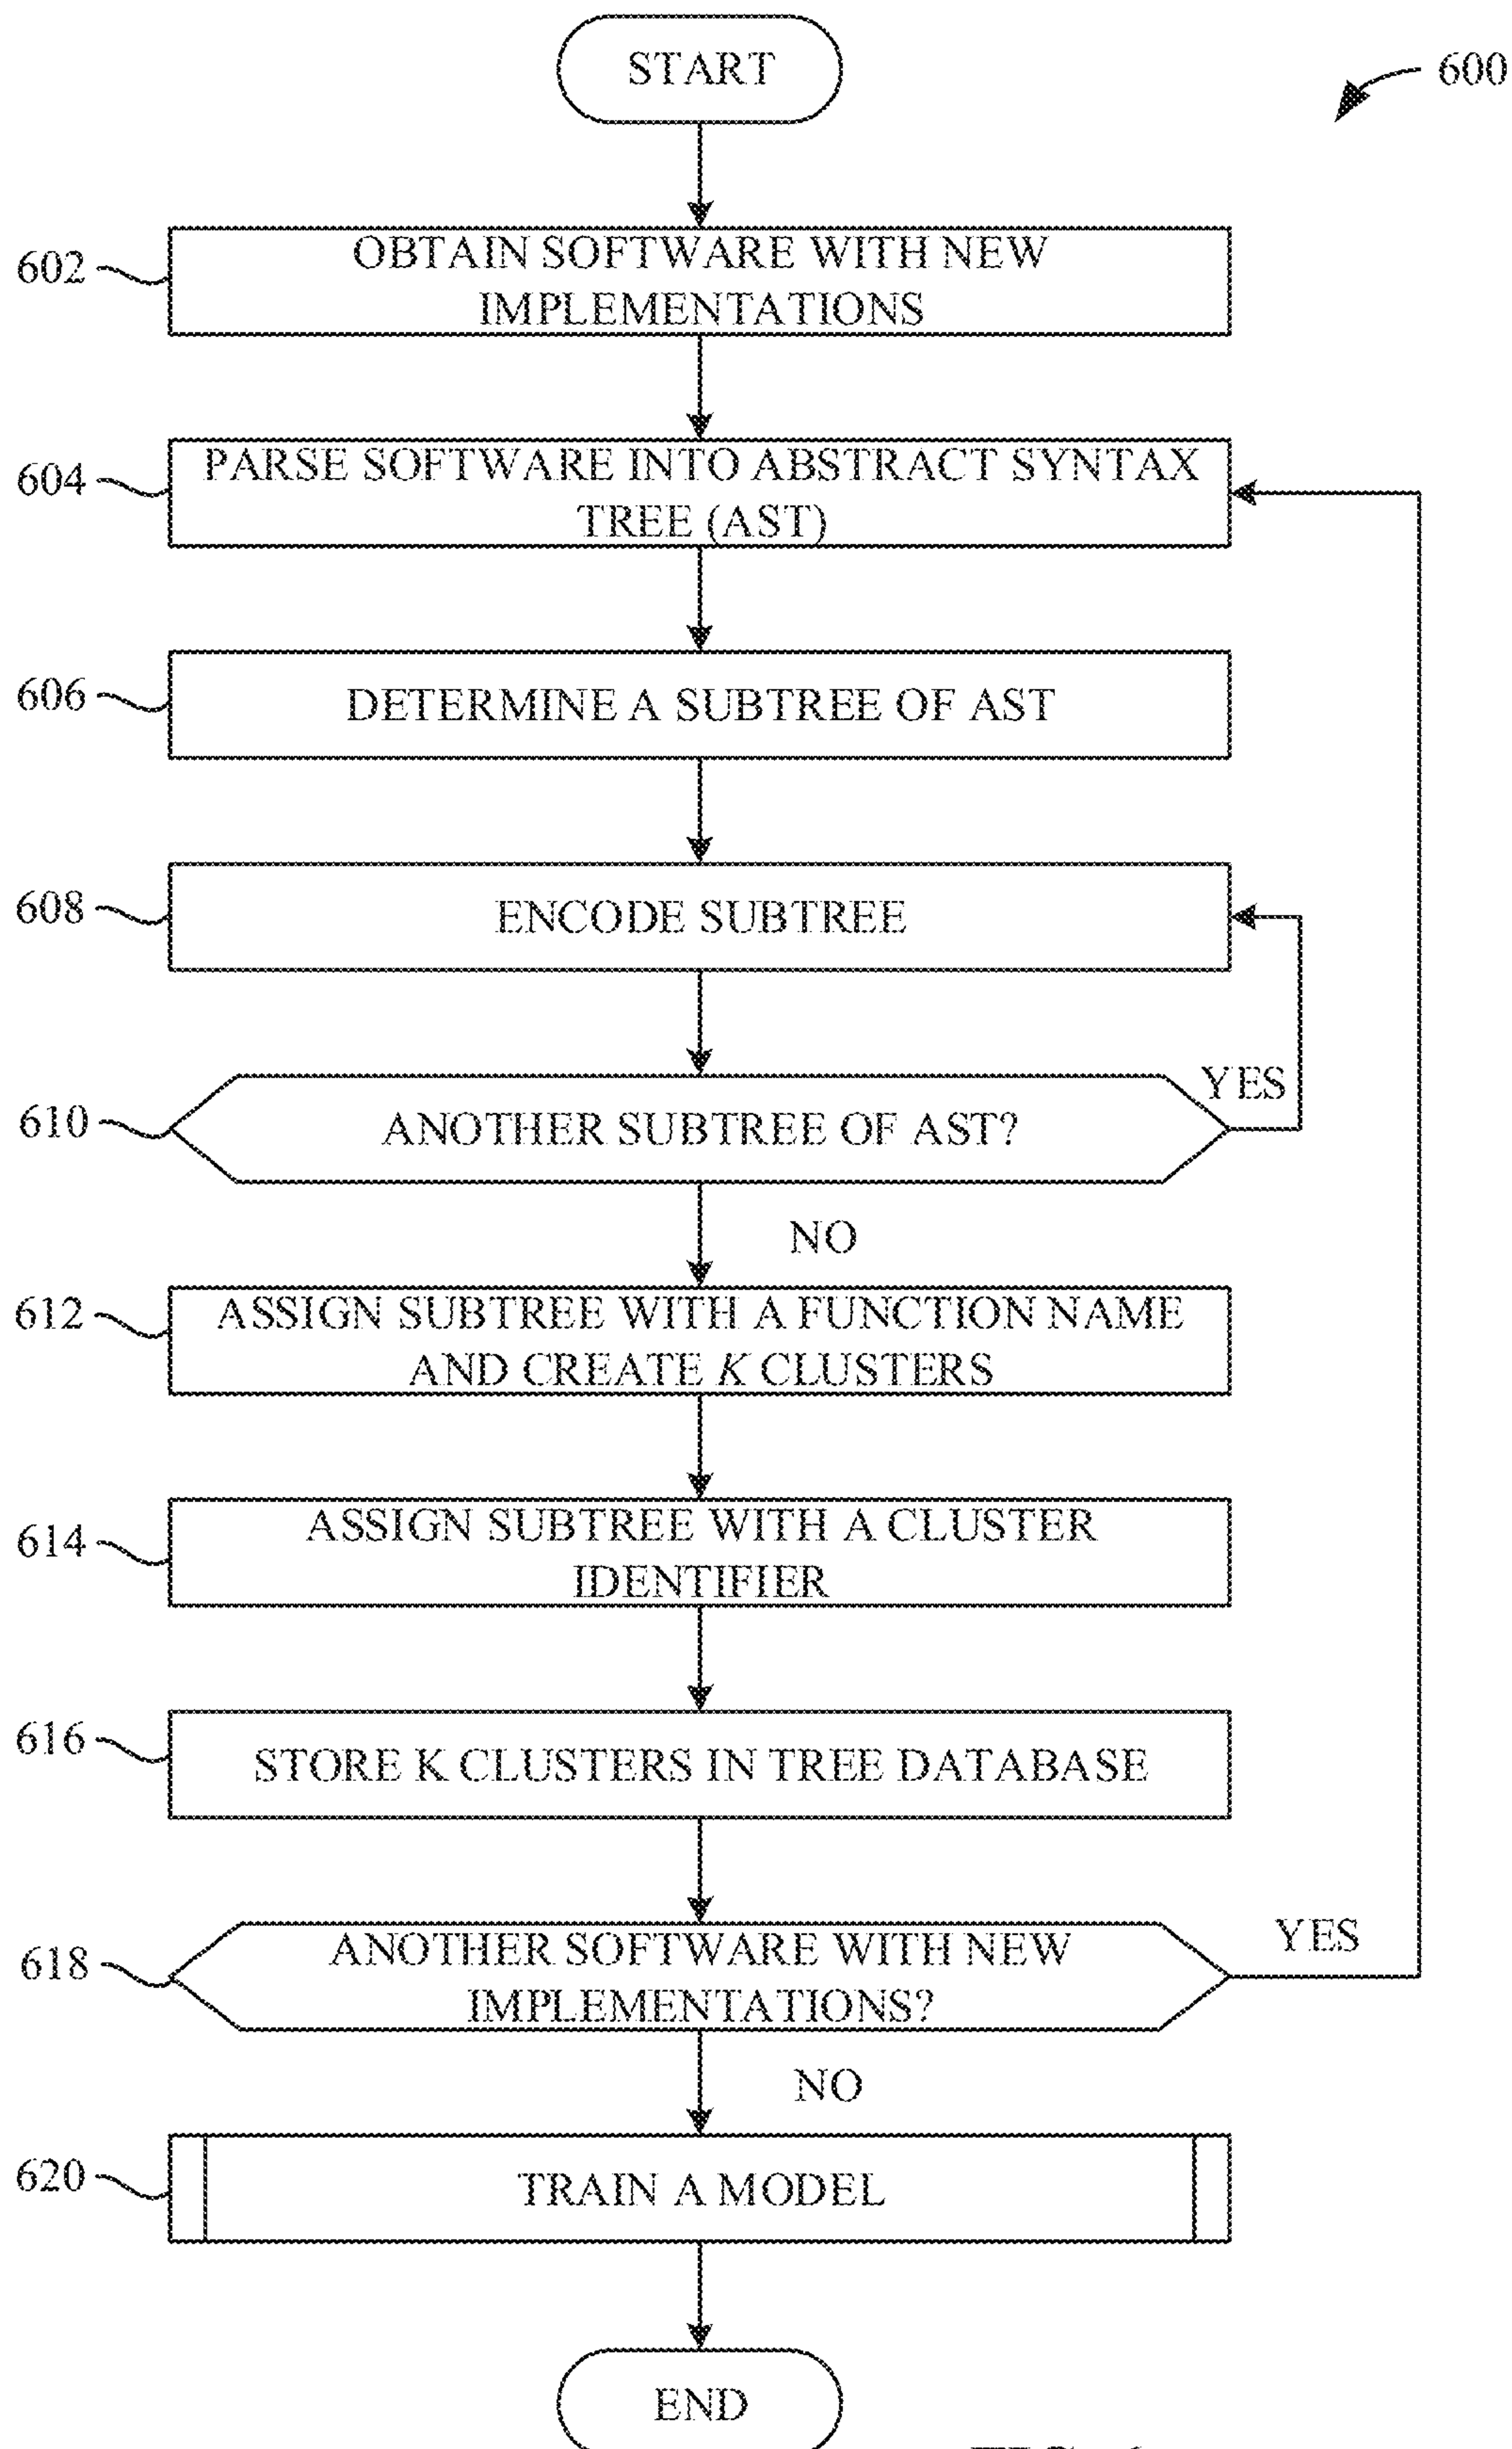 START
600
602
OBTAIN SOFTWARE WITH NEW
IMPLEMENTATIONS
604
PARSE SOFTWARE INTO ABSTRACT SYNTAX
TREE (AST)
606
DETERMINE A SUBTREE OF AST
608
ENCODE SUBTREE
610
ANOTHER SUBTREE OF AST?
YES
NO
612
ASSIGN SUBTREE WITH A FUNCTION NAME
AND CREATE K CLUSTERS
614
ASSIGN SUBTREE WITH A CLUSTER
IDENTIFIER
616
STORE K CLUSTERS IN TREE DATABASE
618
ANOTHER SOFTWARE WITH NEW
IMPLEMENTATIONS?
YES
NO
620
TRAIN A MODEL
END